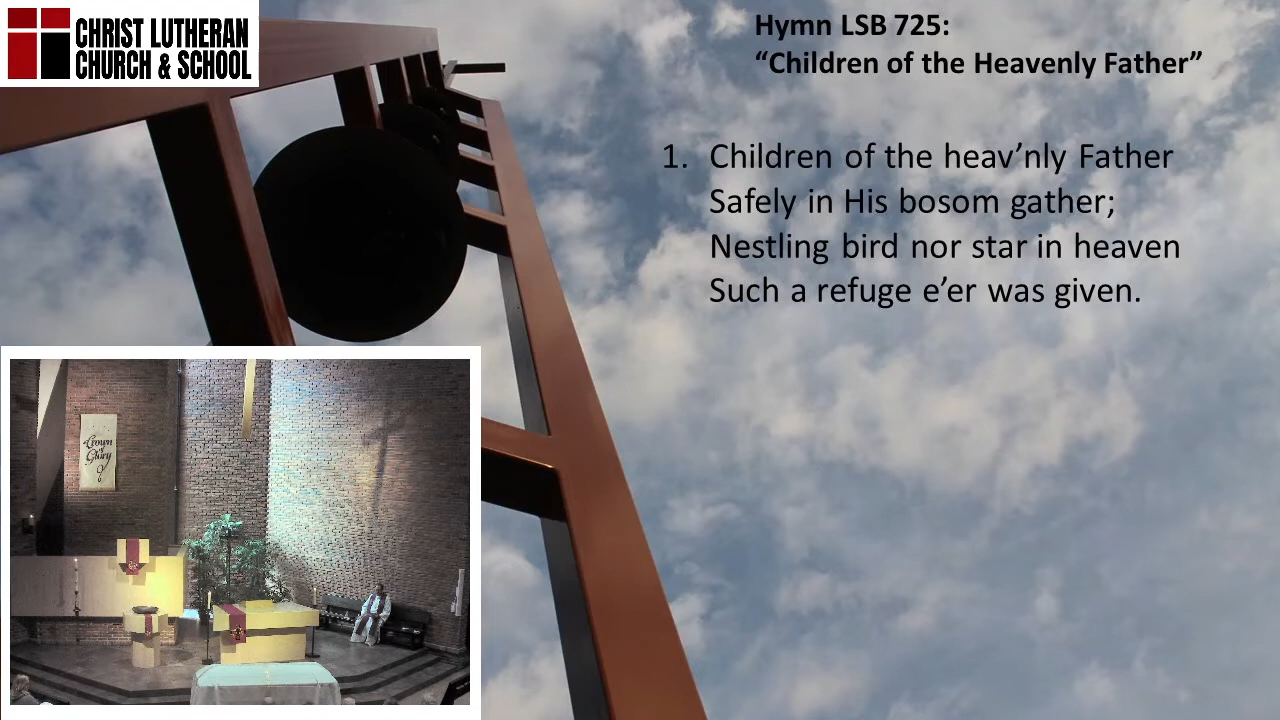 CHRIST LUTHERAN
CHURCH & SCHOOL
Hymn LSB 725:
“Children of the Heavenly Father”
1. Children of the heav’nly Father
Safely in His bosom gather;
Nestling bird nor star in heaven
Such a refuge e’er was given.
Crown
of
Glory